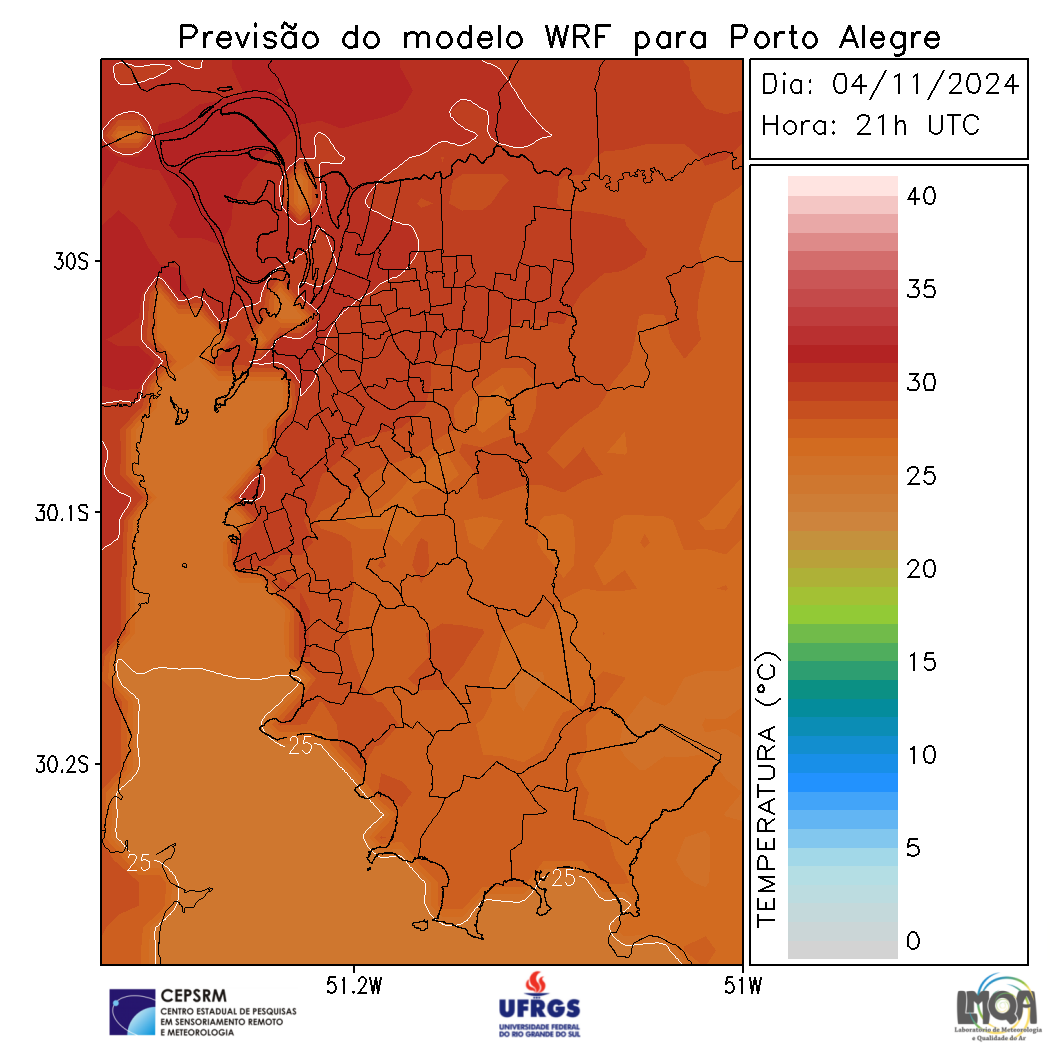 Previsão do modelo WRF para Porto Alegre
Dia: 04/11/2024
Hora: 21h UTC
40
35
30
25
20
15
10
5
0
TEMPERATURA (°C)
30S
30.1S
30.2S
51.2W
51W
25
25
25
CEPSRM
CENTRO ESTADUAL DE PESQUISAS
EM SENSORIAMENTO REMOTO
E METEOROLOGIA
UFRGS
UNIVERSIDADE FEDERAL
DO RIO GRANDE DO SUL
LMQA
Laboratório de Meteorologia
e Qualidade do Ar